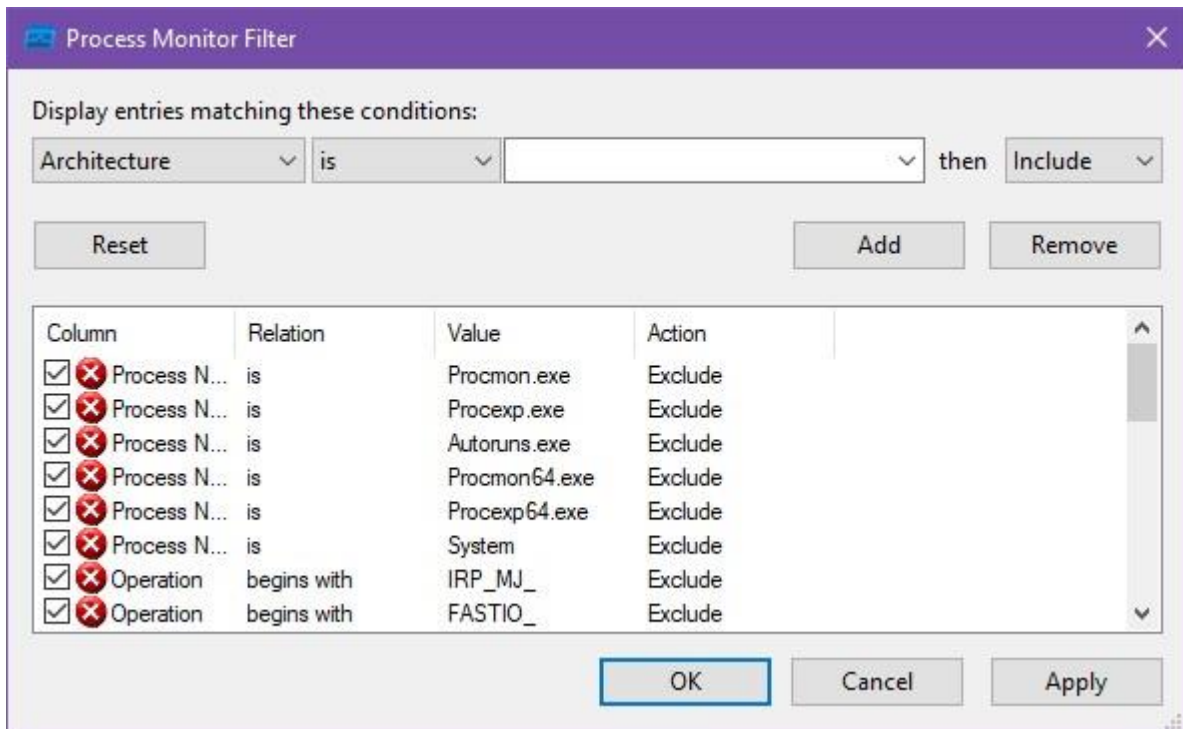 Process Monitor Filter
Display entries matching these conditions:
Architecture is then Include
Reset Add Remove
Column Relation Value Action
Process N... is Procmon.exe Exclude
Process N... is Procexp.exe Exclude
Process N... is Autoruns.exe Exclude
Process N... is Procmon64.exe Exclude
Process N... is Procexp64.exe Exclude
Process N... is System Exclude
Operation begins with IRP_MJ_ Exclude
Operation begins with FASTIO_ Exclude
OK Cancel Apply